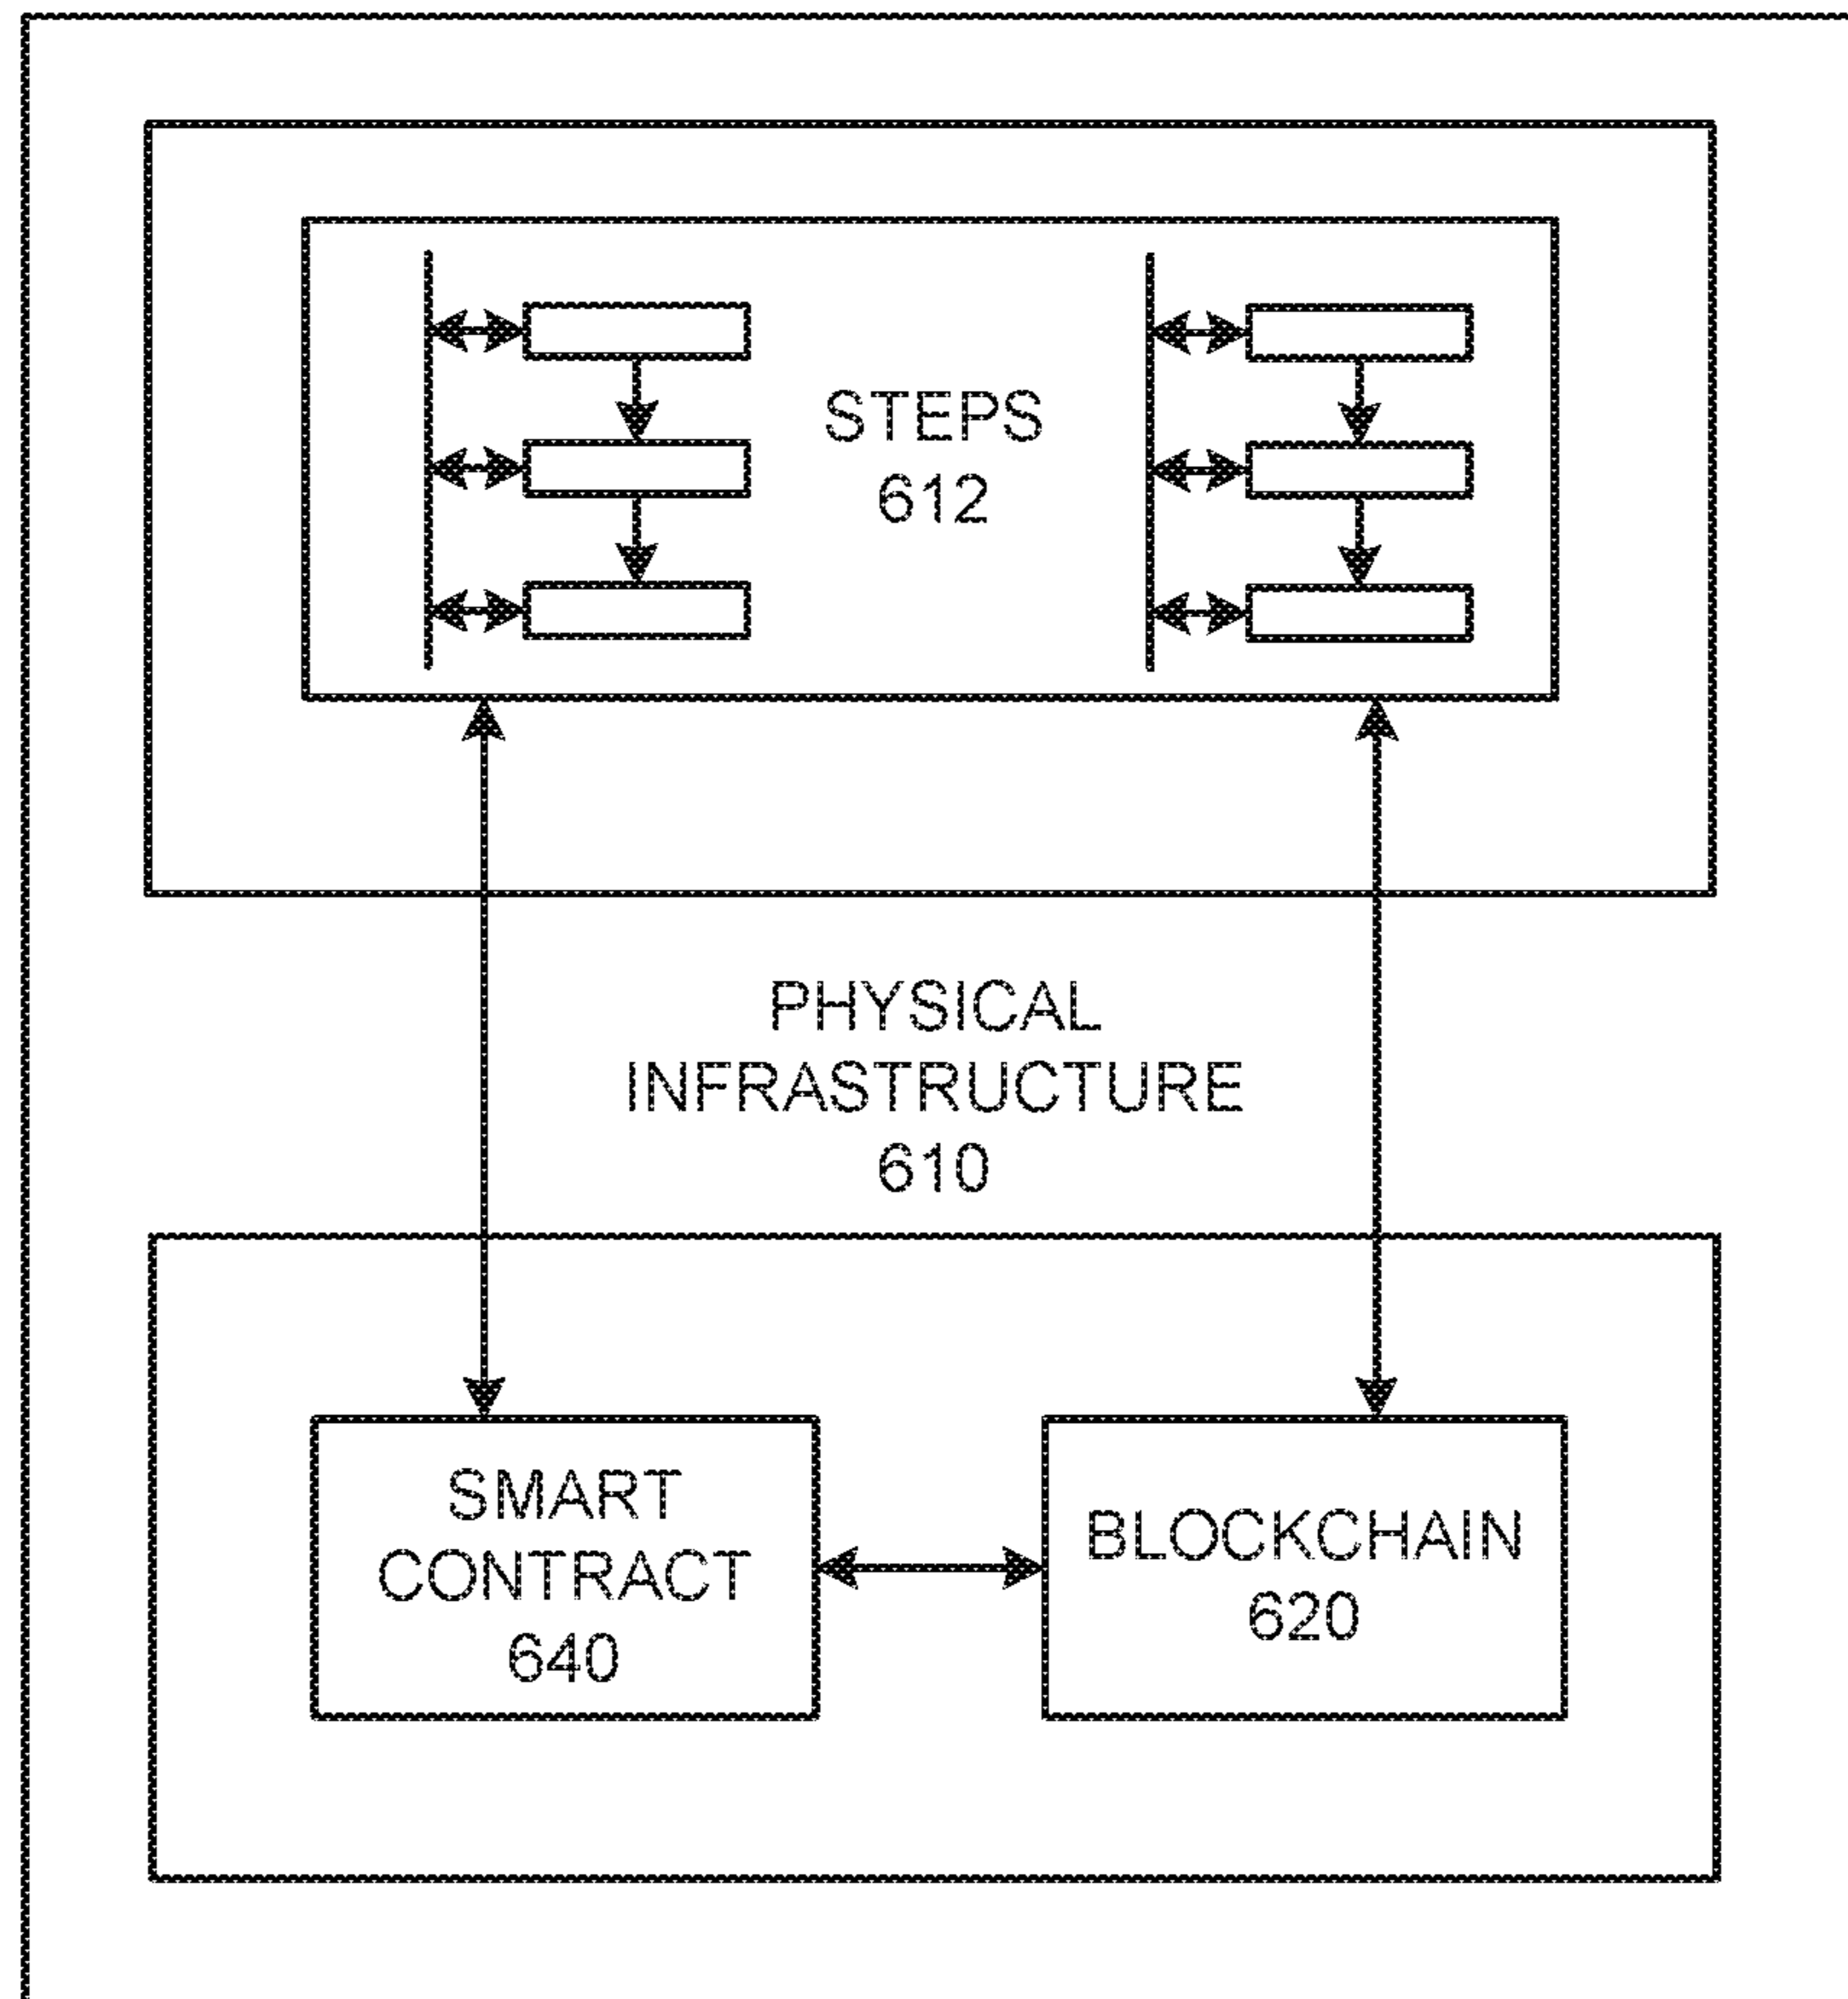 STEPS
612
PHYSICAL
INFRASTRUCTURE
610
SMART
CONTRACT
640
BLOCKCHAIN
620